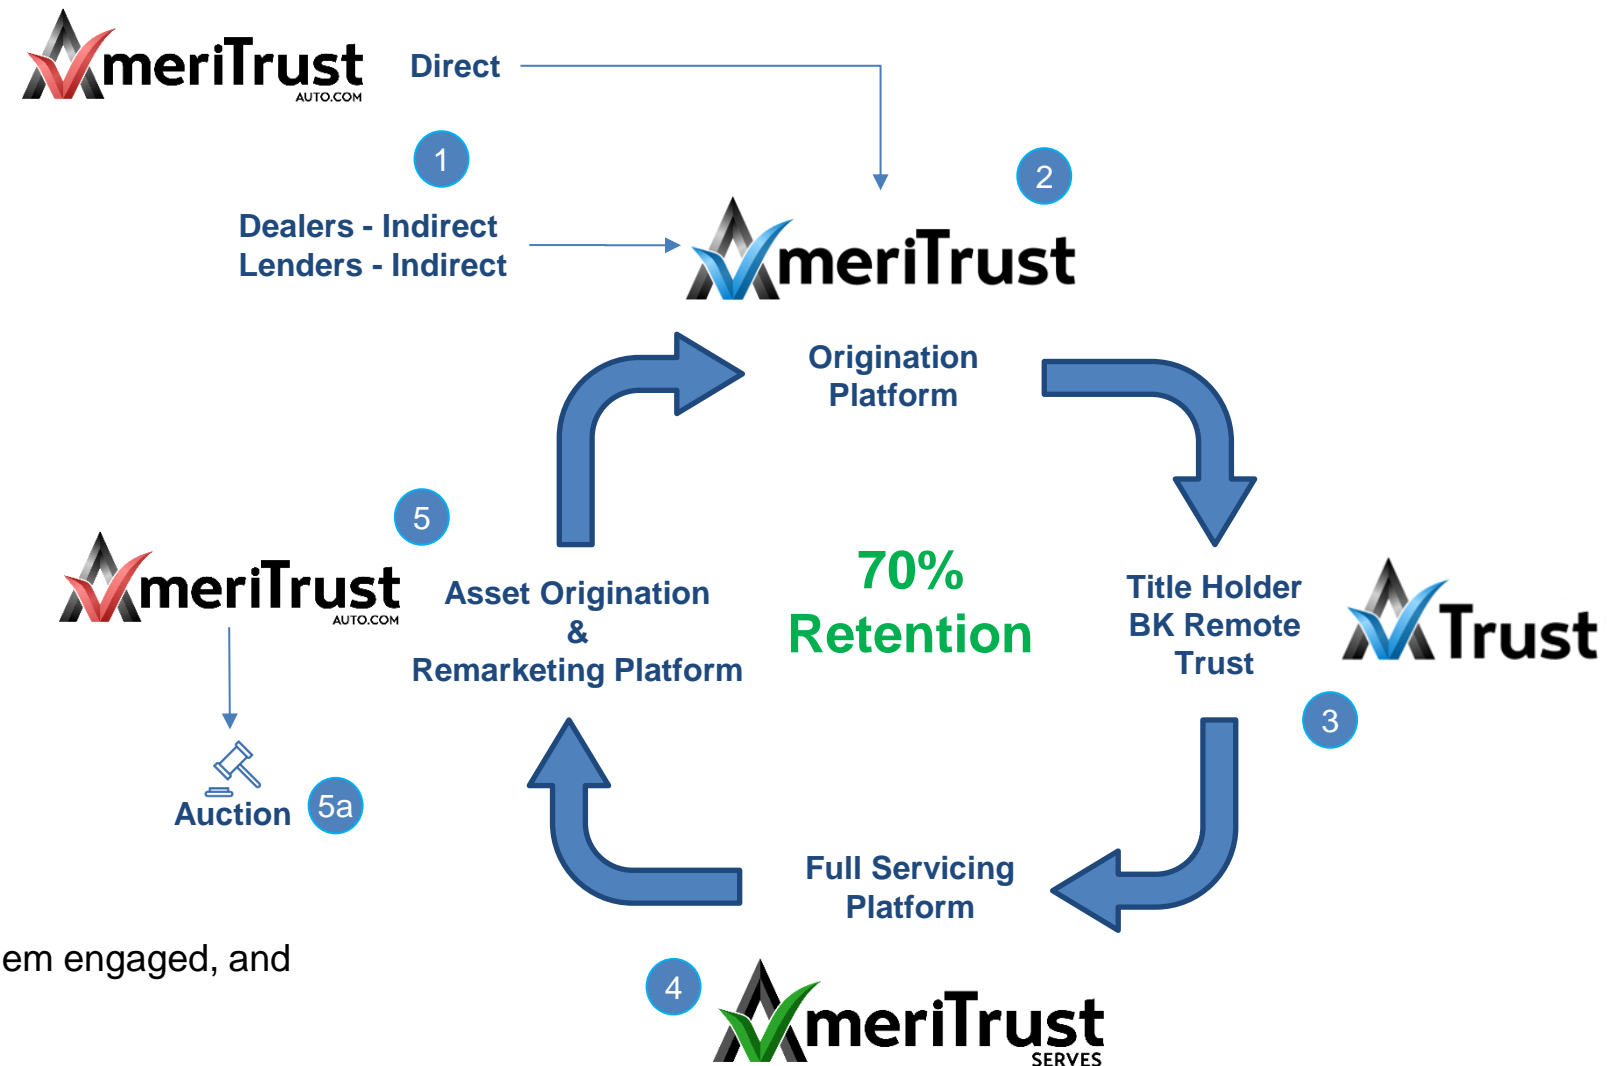 AmeriTrust
AUTO.COM
Direct
1
2
Dealers - Indirect
Lenders - Indirect
AmeriTrust
Origination
Platform
5
AmeriTrust
AUTO.COM
Asset Origination
&
Remarketing Platform
70%
Retention
Title Holder
BK Remote
Trust
A Trust
3
Auction
5a
Full Servicing
Platform
em engaged, and
4
AmeriTrust
SERVES